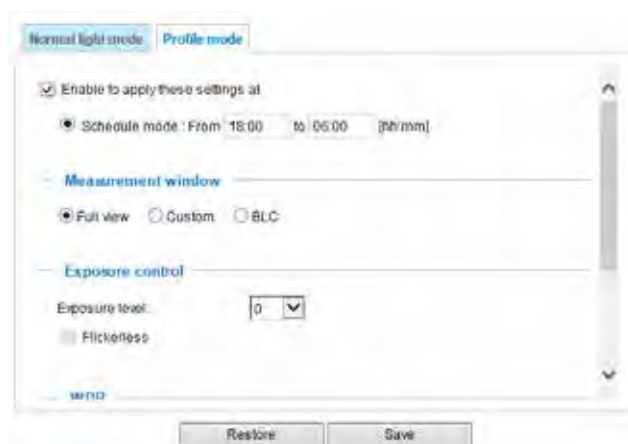 Normal light mode Profile mode
Enable to apply these settings at
Schedule mode : From 18:00 to 06:00 [hh:mm]
Measurement window
Full view Custom BLC
Exposure control
Exposure level:
0
Flickerless
WDR
Restore Save